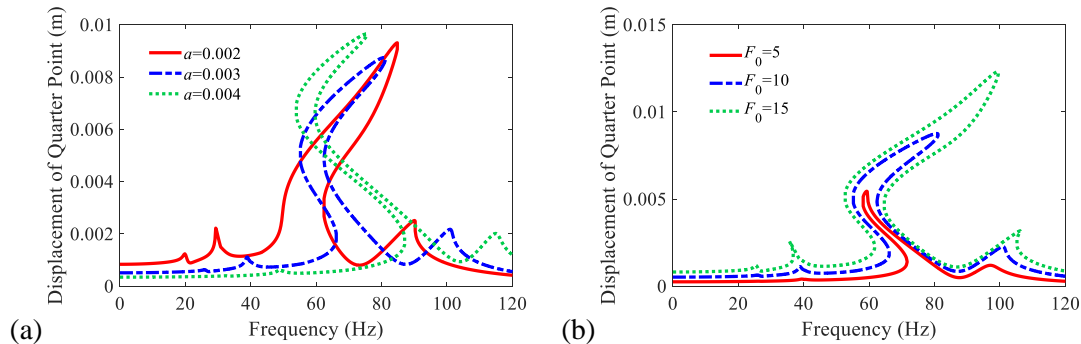 (a)
Displacement of Quarter Point (m)
0.01
0.008
0.006
0.004
0.002
0
a=0.002
a=0.003
a=0.004
0 20 40 60 80 100 120
Frequency (Hz)
(b)
Displacement of Quarter Point (m)
0.015
0.01
0.005
0
F0=5
F0=10
F0=15
0 20 40 60 80 100 120
Frequency (Hz)